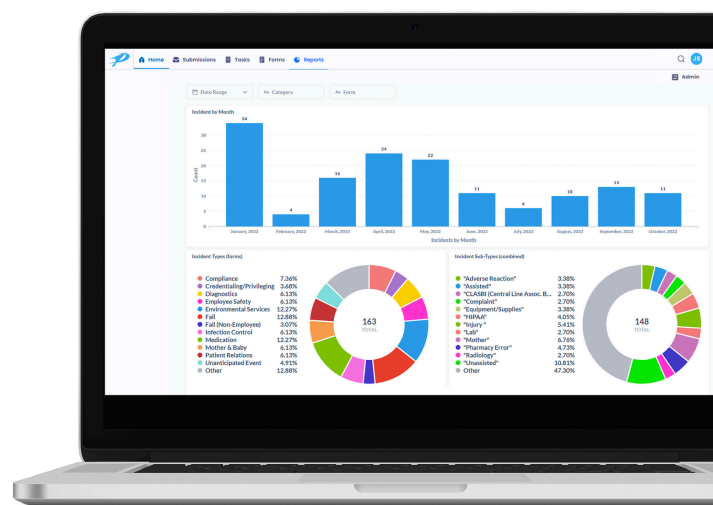 Home Submissions Tasks Forms Reports JS
Admin
Date Range Aa Category Aa Form
Incident by Month
34
30
25
20
15
10
5
0
Count
4
16
24
22
11
6
10
13
11
January, 2022 February, 2022 March, 2022 April, 2022 May, 2022 June, 2022 July, 2022 August, 2022 September, 2022 October, 2022
Incidents by Month
Incident Types (forms)
Compliance 7.36%
Credentialing/Privileging 3.68%
Diagnostics 6.13%
Employee Safety 6.13%
Environmental Services 12.27%
Fall 12.88%
Fall (Non-Employee) 3.07%
Infection Control 6.13%
Medication 12.27%
Mother & Baby 6.13%
Patient Relations 6.13%
Unanticipated Event 4.91%
Other 12.88%
163
TOTAL
Incident Sub-Types (combined)
"Adverse Reaction" 3.38%
"Assisted" 3.38%
"CLASBI (Central Line Assoc. B... 2.70%
"Complaint" 2.70%
"Equipment/Supplies" 3.38%
"HIPAA" 4.05%
"Injury " 5.41%
"Lab" 2.70%
"Mother" 6.76%
"Pharmacy Error" 4.73%
"Radiology" 2.70%
"Unassisted" 10.81%
Other 47.30%
148
TOTAL